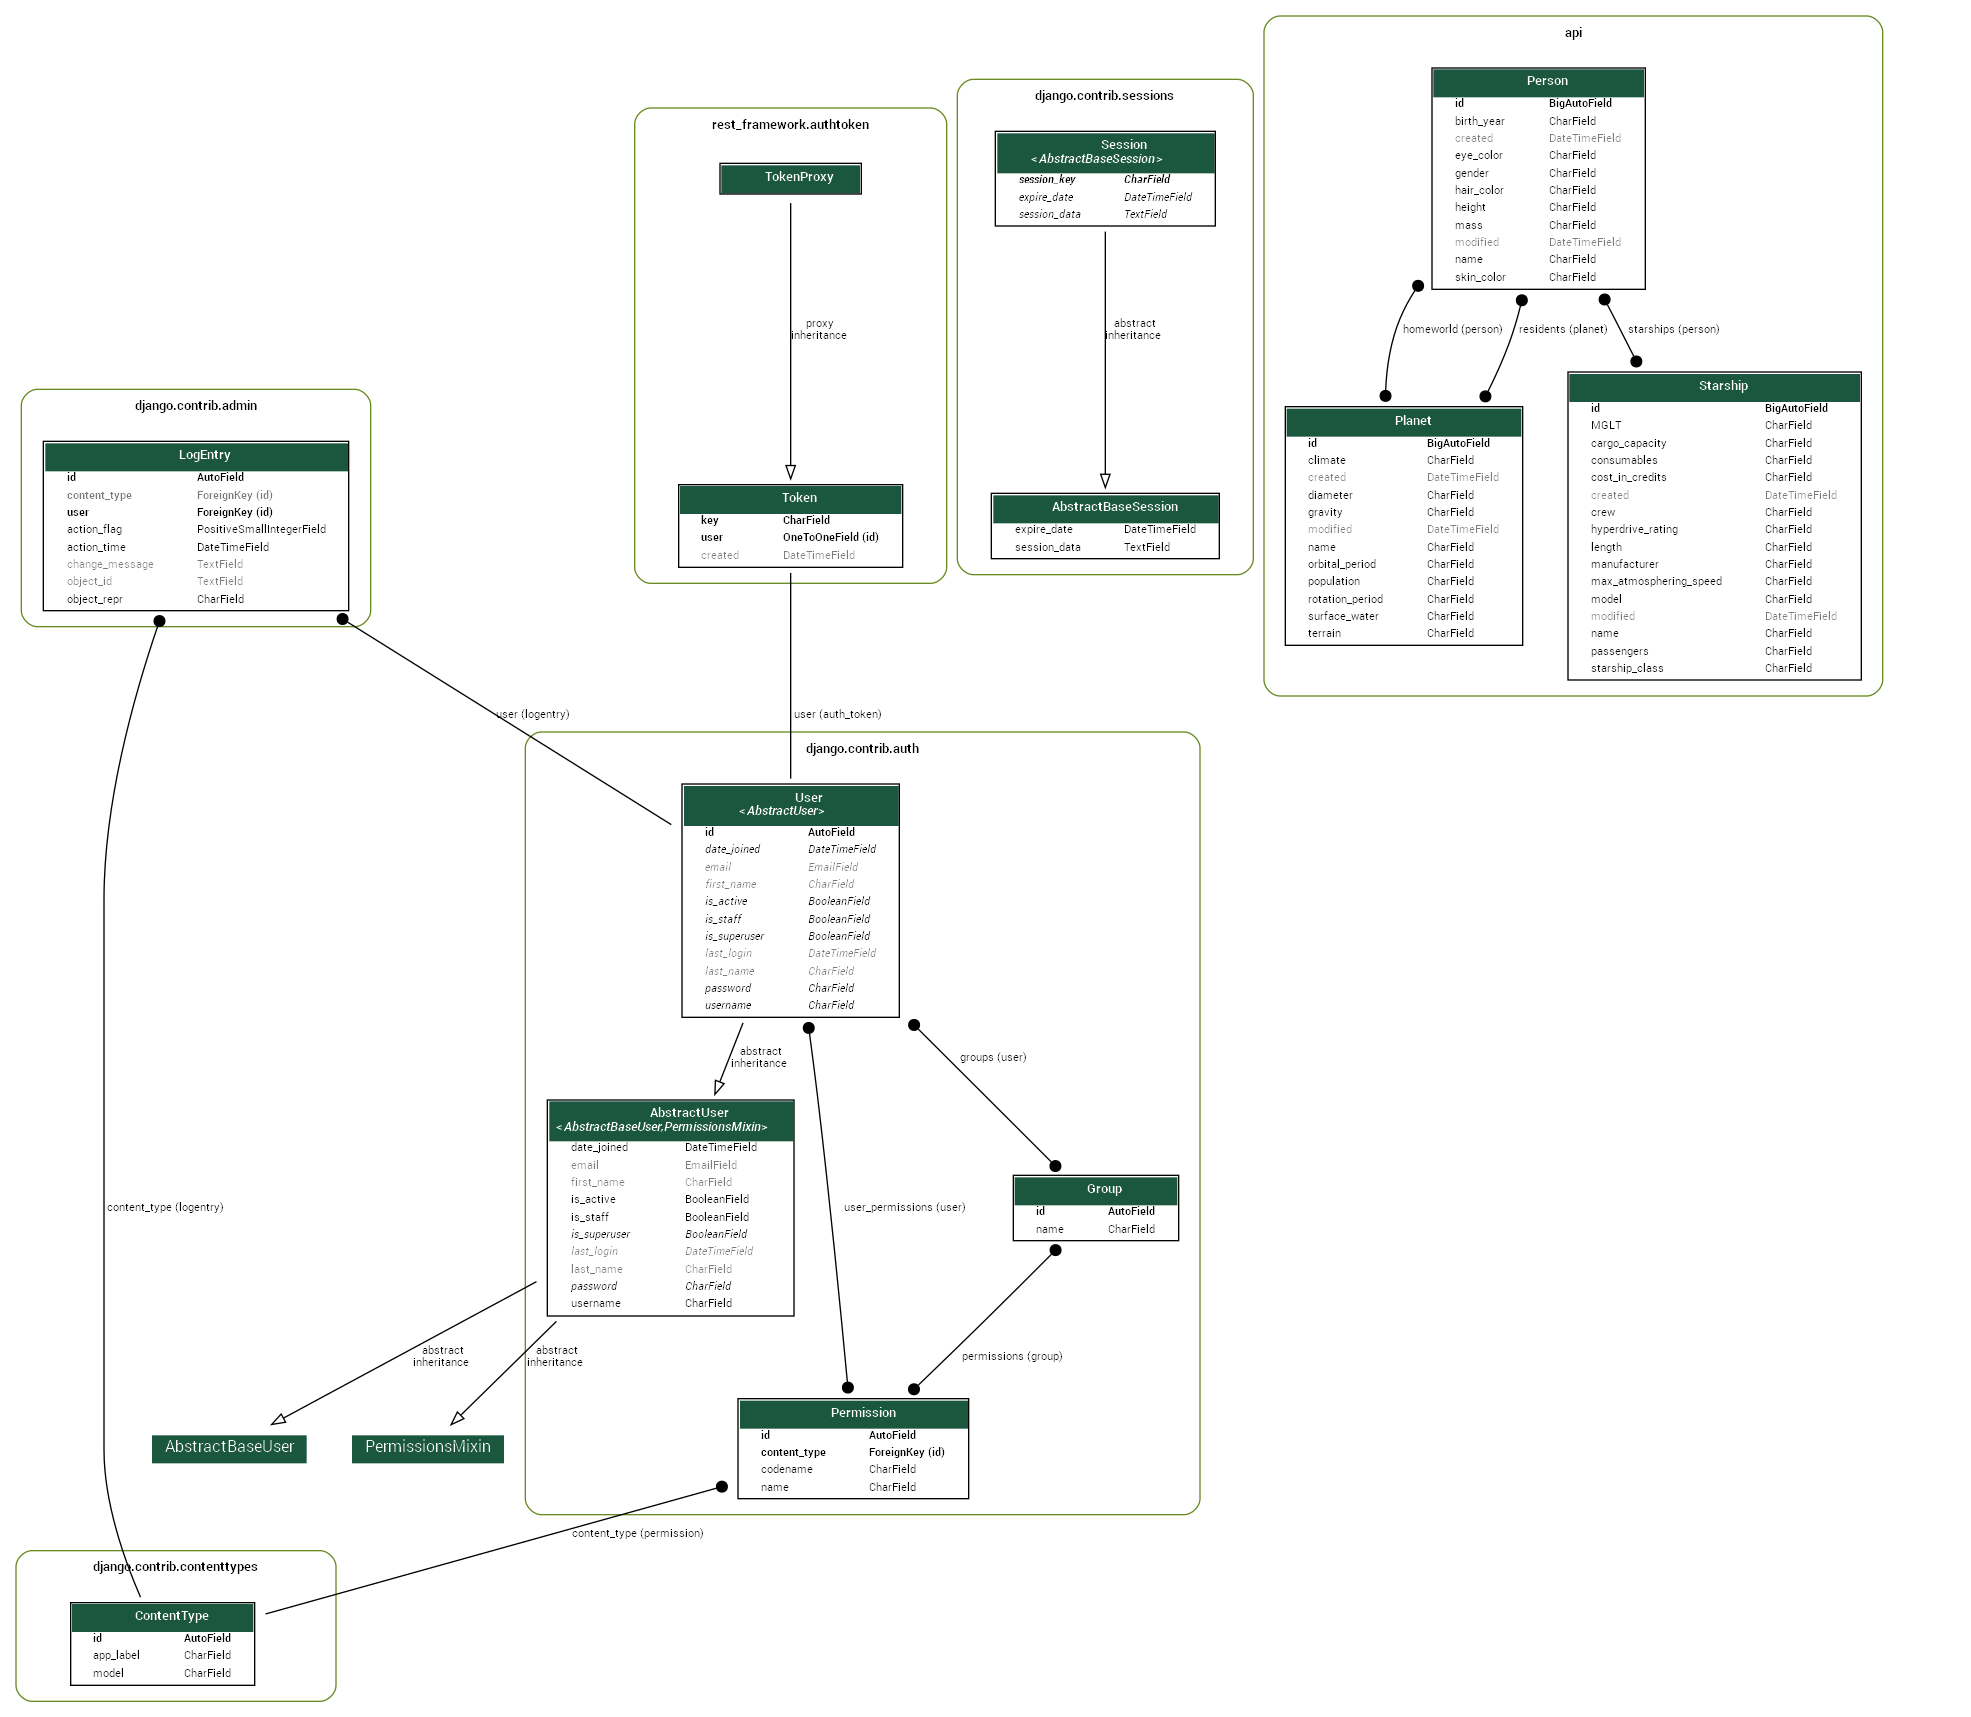 api
Person
id BigAutoField
birth_year CharField
created DateTimeField
eye_color CharField
gender CharField
hair_color CharField
height CharField
mass CharField
modified DateTimeField
name CharField
skin_color CharField
homeworld (person)
residents (planet)
starships (person)
Planet
id BigAutoField
climate CharField
created DateTimeField
diameter CharField
gravity CharField
modified DateTimeField
name CharField
orbital_period CharField
population CharField
rotation_period CharField
surface_water CharField
terrain CharField
Starship
id BigAutoField
MGLT CharField
cargo_capacity CharField
consumables CharField
cost_in_credits CharField
created DateTimeField
crew CharField
hyperdrive_rating CharField
length CharField
manufacturer CharField
max_atmosphering_speed CharField
model CharField
modified DateTimeField
name CharField
passengers CharField
starship_class CharField
django.contrib.sessions
Session
<AbstractBaseSession>
session_key CharField
expire_date DateTimeField
session_data TextField
abstract
inheritance
AbstractBaseSession
expire_date DateTimeField
session_data TextField
rest_framework.authtoken
TokenProxy
proxy
inheritance
Token
key CharField
user OneToOneField (id)
created DateTimeField
django.contrib.admin
LogEntry
id AutoField
content_type ForeignKey (id)
user ForeignKey (id)
action_flag PositiveSmallIntegerField
action_time DateTimeField
change_message TextField
object_id TextField
object_repr CharField
user (logentry)
user (auth_token)
django.contrib.auth
User
<AbstractUser>
id AutoField
date_joined DateTimeField
email EmailField
first_name CharField
is_active BooleanField
is_staff BooleanField
is_superuser BooleanField
last_login DateTimeField
last_name CharField
password CharField
username CharField
abstract
inheritance
groups (user)
AbstractUser
<AbstractBaseUser,PermissionsMixin>
date_joined DateTimeField
email EmailField
first_name CharField
is_active BooleanField
is_staff BooleanField
is_superuser BooleanField
last_login DateTimeField
last_name CharField
password CharField
username CharField
user_permissions (user)
Group
id AutoField
name CharField
content_type (logentry)
abstract
inheritance
abstract
inheritance
permissions (group)
AbstractBaseUser
PermissionsMixin
Permission
id AutoField
content_type ForeignKey (id)
codename CharField
name CharField
content_type (permission)
django.contrib.contenttypes
ContentType
id AutoField
app_label CharField
model CharField